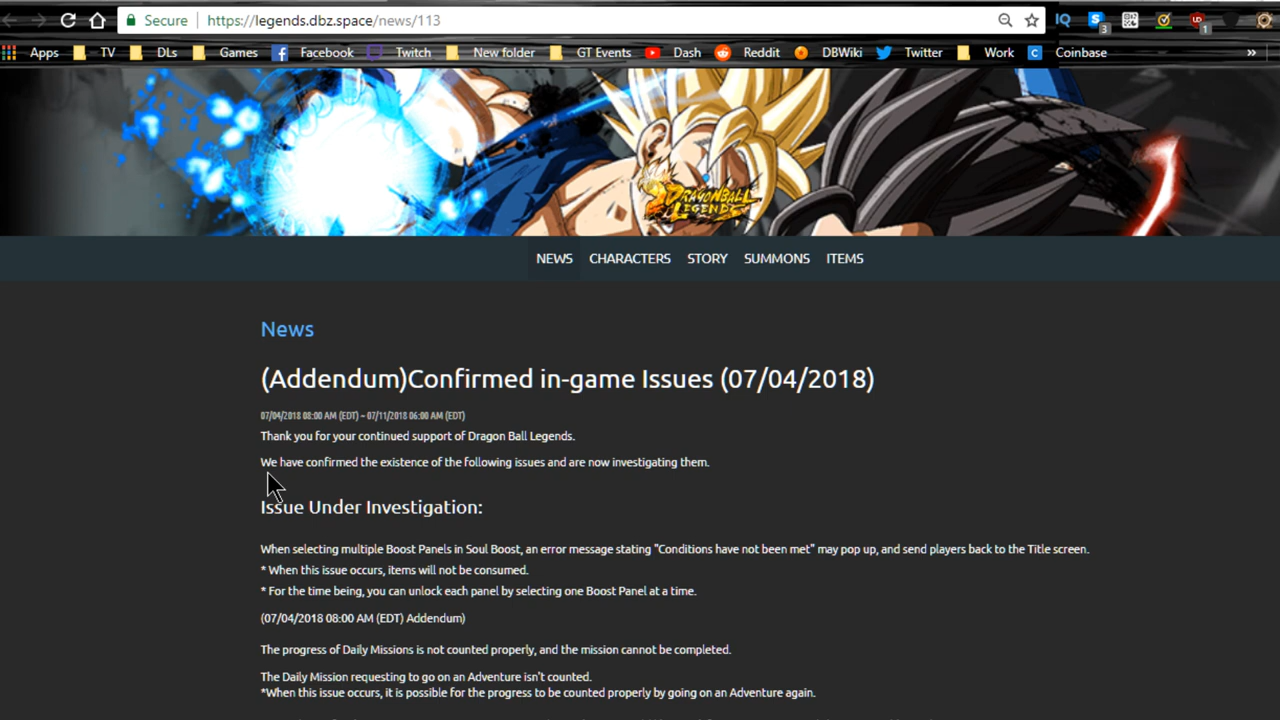 Secure https://legends.dbz.space/news/113
IQ
3
UD
1
Apps TV DLs Games Facebook Twitch New folder GT Events Dash Reddit DBWiki Twitter Work C Coinbase »
DRAGONBALL
LEGENDS
NEWS CHARACTERS STORY SUMMONS ITEMS
News
(Addendum)Confirmed in-game Issues (07/04/2018)
07/04/2018 08:00 AM (EDT) ~ 07/11/2018 06:00 AM (EDT)
Thank you for your continued support of Dragon Ball Legends.
We have confirmed the existence of the following issues and are now investigating them.
Issue Under Investigation:
When selecting multiple Boost Panels in Soul Boost, an error message stating "Conditions have not been met" may pop up, and send players back to the Title screen.
* When this issue occurs, items will not be consumed.
* For the time being, you can unlock each panel by selecting one Boost Panel at a time.
(07/04/2018 08:00 AM (EDT) Addendum)
The progress of Daily Missions is not counted properly, and the mission cannot be completed.
The Daily Mission requesting to go on an Adventure isn't counted.
*When this issue occurs, it is possible for the progress to be counted properly by going on an Adventure again.